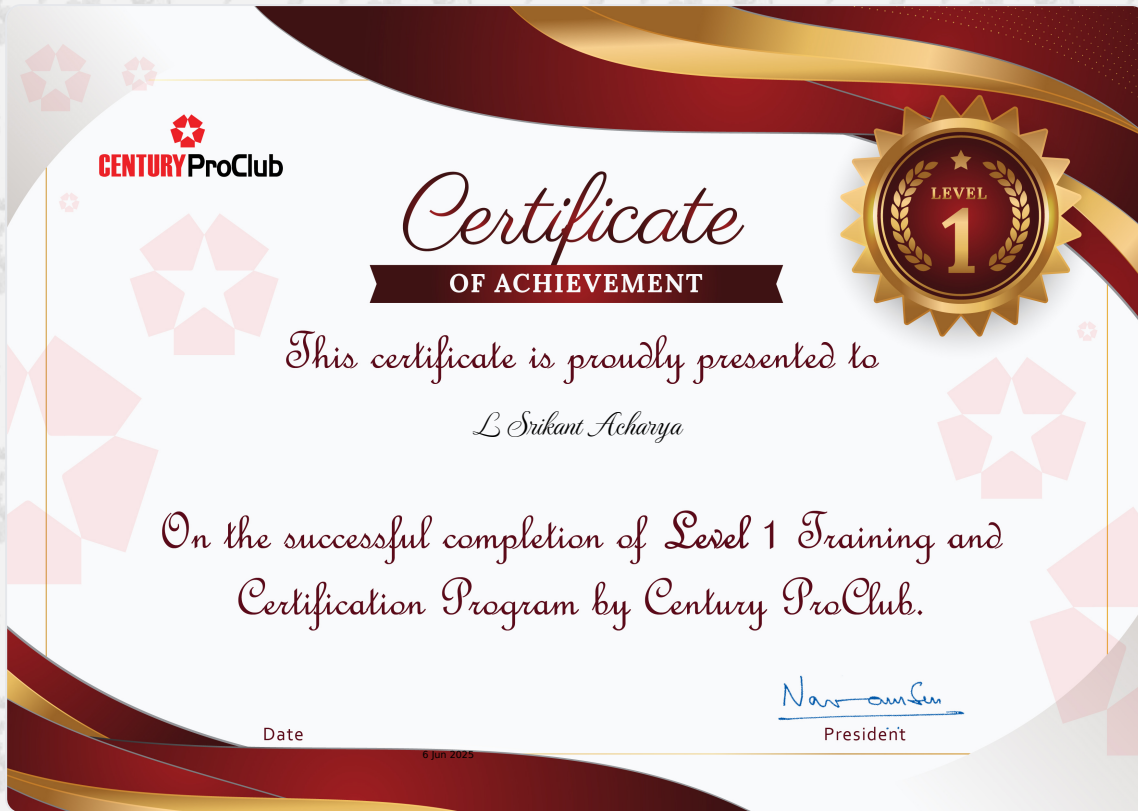 CENTURY ProClub
Certificate
OF ACHIEVEMENT
LEVEL
1
This certificate is proudly presented to
L Srikant Acharya
On the successful completion of Level 1 Training and
Certification Program by Century ProClub.
Date
6 Jun 2025
President